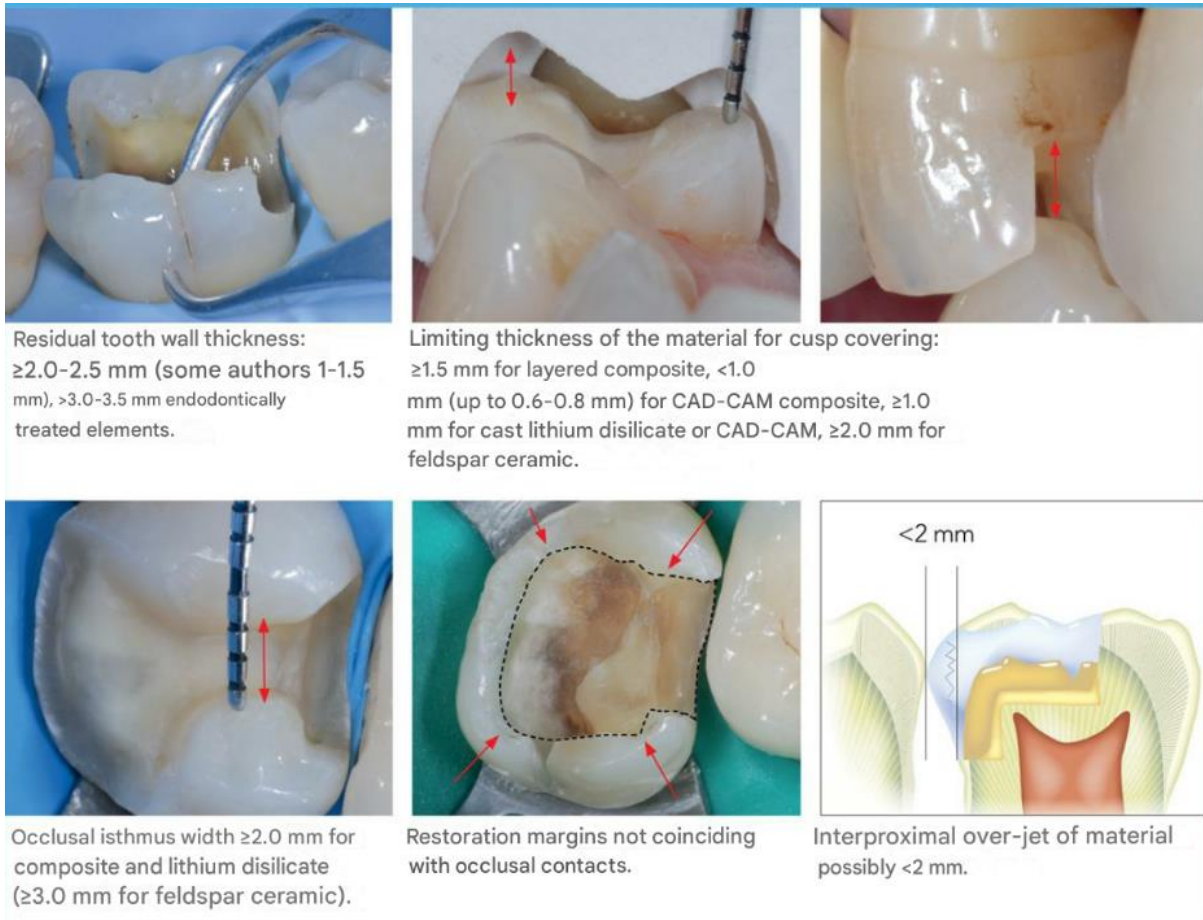 Residual tooth wall thickness:
≥2.0-2.5 mm (some authors 1-1.5
mm), >3.0-3.5 mm endodontically
treated elements.
Limiting thickness of the material for cusp covering:
≥1.5 mm for layered composite, <1.0
mm (up to 0.6-0.8 mm) for CAD-CAM composite, ≥1.0
mm for cast lithium disilicate or CAD-CAM, ≥2.0 mm for
feldspar ceramic.
<2 mm
Occlusal isthmus width ≥2.0 mm for
composite and lithium disilicate
(≥3.0 mm for feldspar ceramic).
Restoration margins not coinciding
with occlusal contacts.
Interproximal over-jet of material
possibly <2 mm.